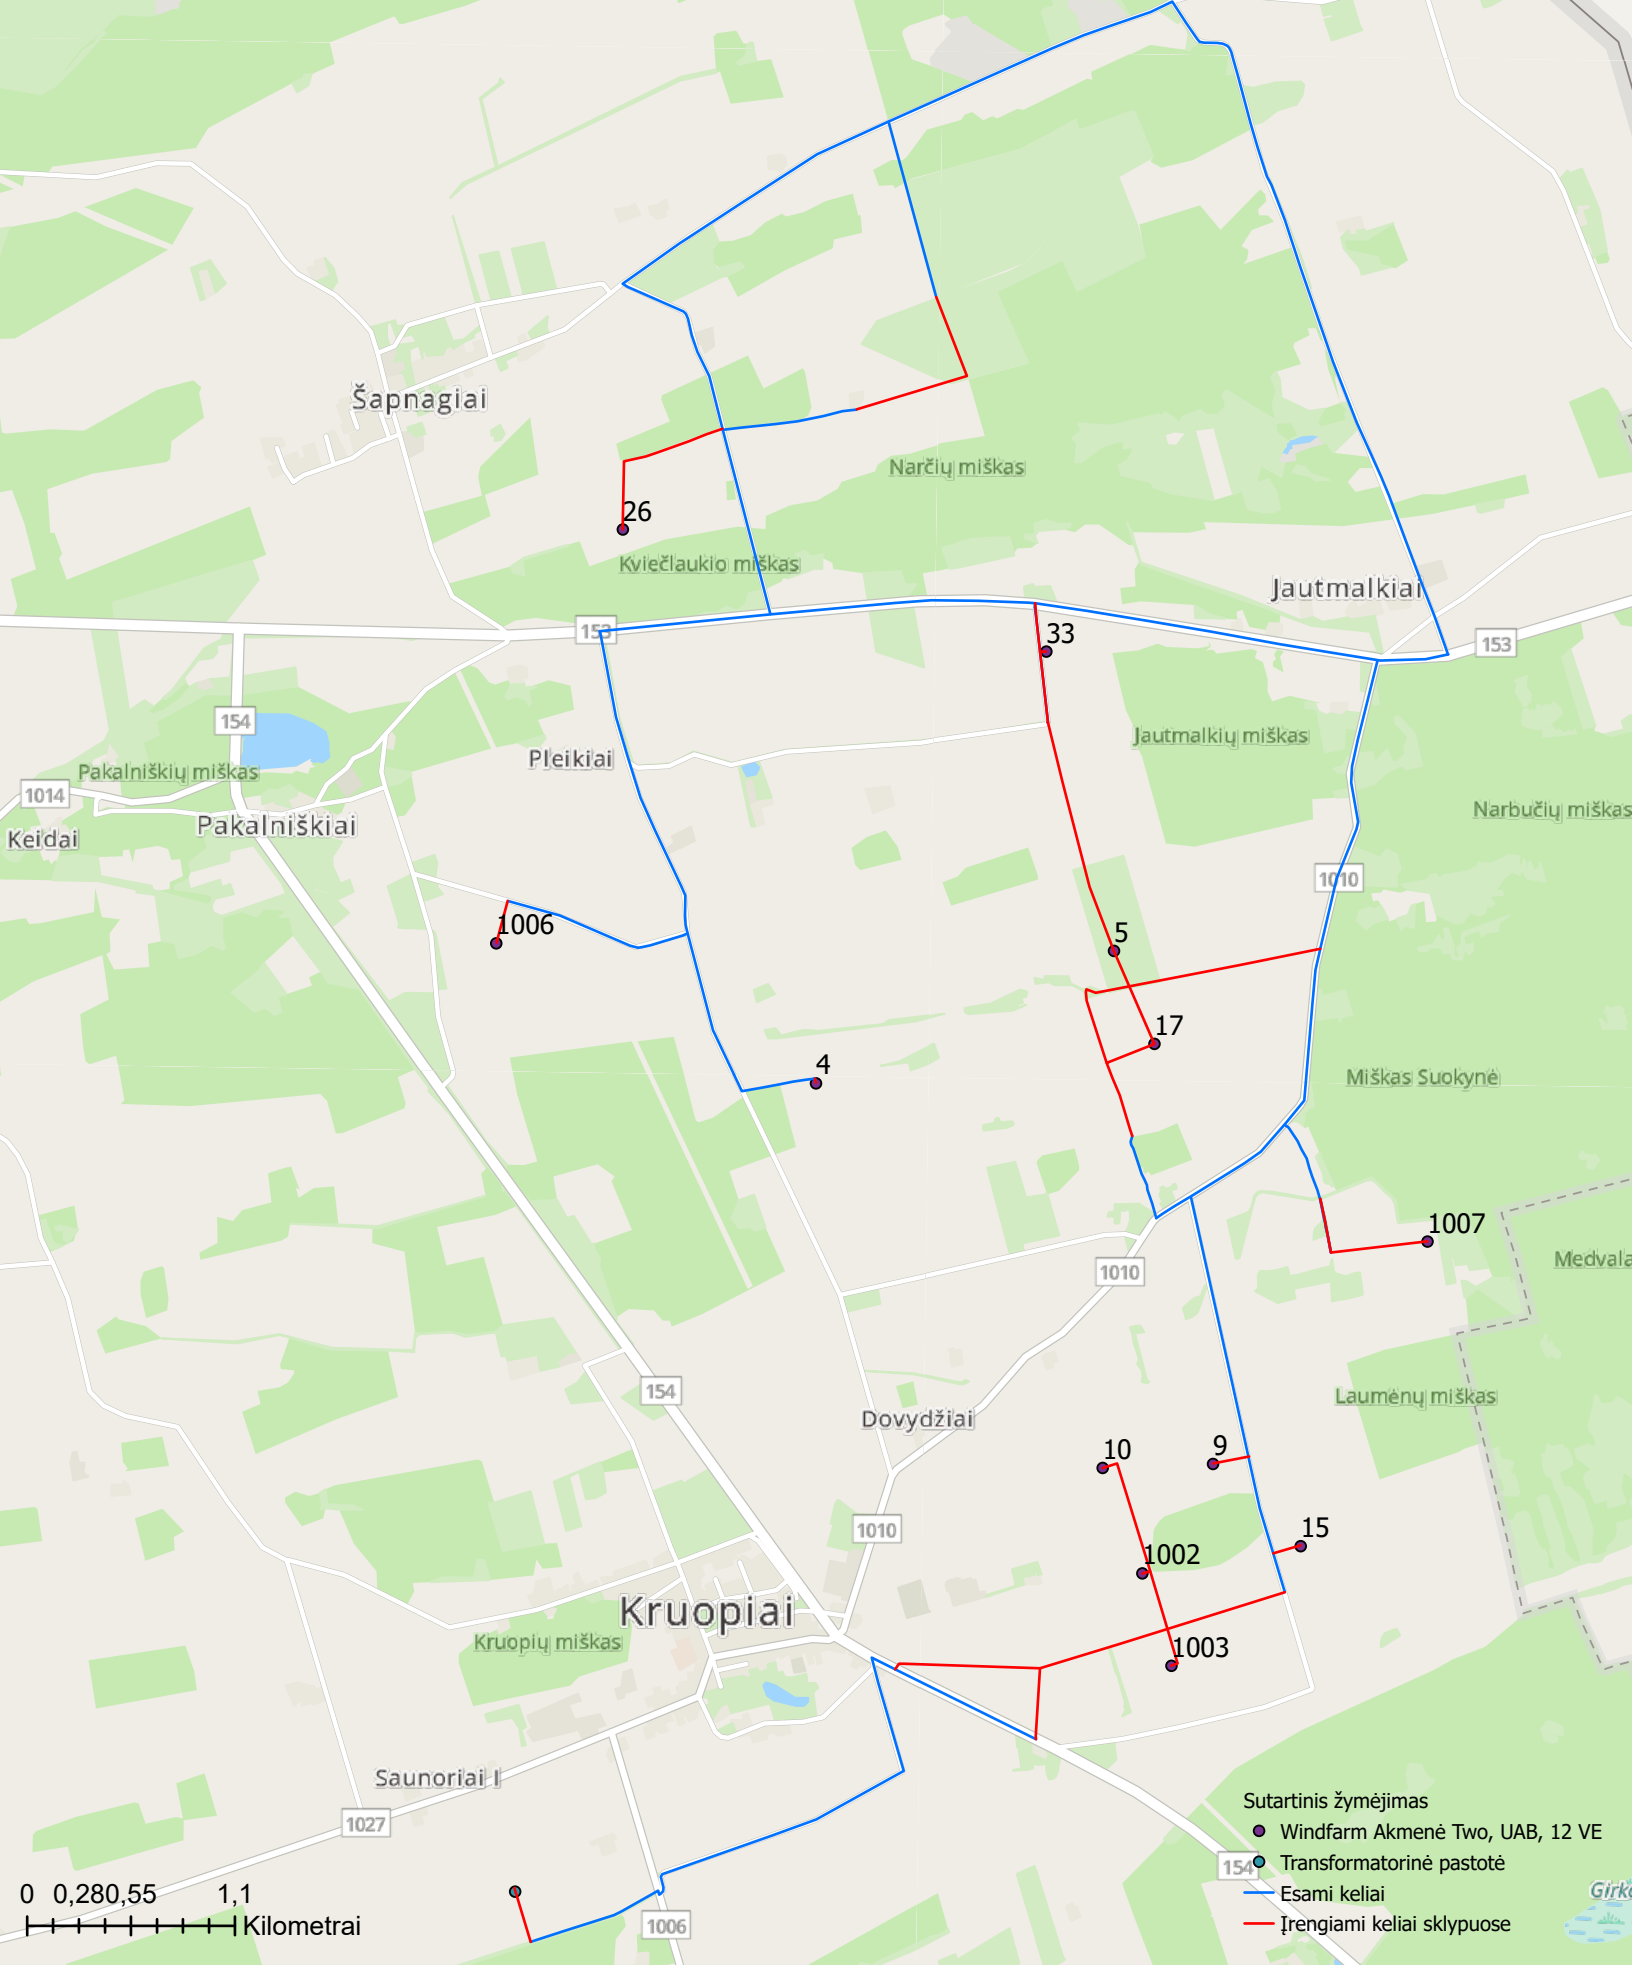 Šapnagiai
Narčių miškas
26
Kviečlaukio miškas
Jautmalkiai
153
33
153
154
Jautmalkių miškas
Pleikiai
Pakalniškių miškas
1014
Narbučių miškas
Pakalniškiai
Keidai
1010
1006
5
17
4
Miškas Suokynė
1007
Medvala
1010
154
Laumėnų miškas
Dovydžiai
10
9
1010
15
1002
Kruopiai
Kruopių miškas
1003
Saunoriai I
1027
Sutartinis žymėjimas
Windfarm Akmenė Two, UAB, 12 VE
154
Transformatorinė pastotė
Esami keliai
Įrengiami keliai sklypuose
0 0,280,55 1,1
Kilometrai
1006